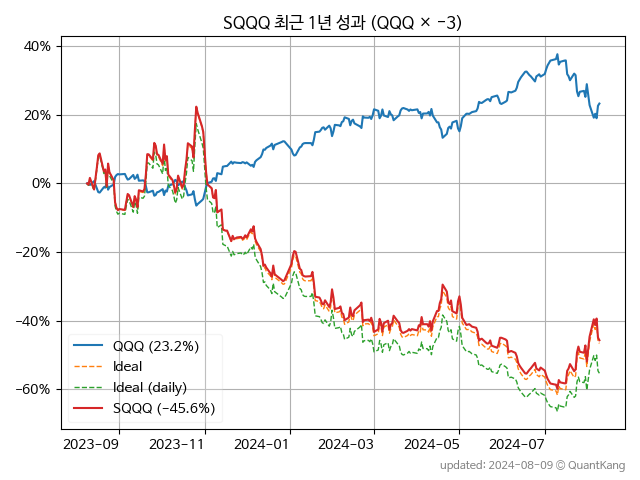 SQQQ 최근 1년 성과 (QQQ × −3)
40%
20%
0%
−20%
−40%
−60%
QQQ (23.2%)
Ideal
Ideal (daily)
SQQQ (−45.6%)
2023-09
2023-11
2024-01
2024-03
2024-05
2024-07
updated: 2024-08-09 © QuantKang